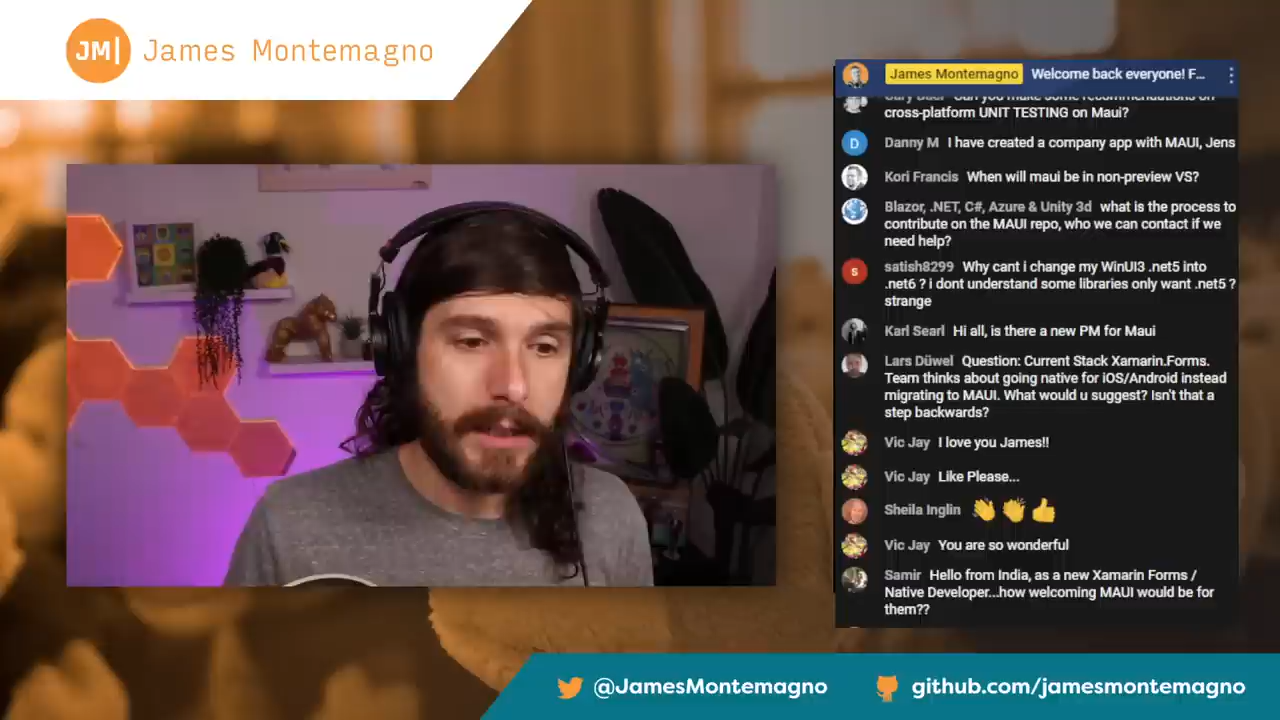 JM|
James Montemagno
James Montemagno Welcome back everyone! F...
Can you make some recommendations on
cross-platform UNIT TESTING on Maui?
D
Danny M I have created a company app with MAUI, Jens
Kori Francis When will maui be in non-preview VS?
Blazor, .NET, C#, Azure & Unity 3d what is the process to
contribute on the MAUI repo, who we can contact if we
need help?
s
satish8299 Why cant i change my WinUI3 .net5 into
.net6 ? i dont understand some libraries only want .net5 ?
strange
Karl Searl Hi all, is there a new PM for Maui
Lars Düwel Question: Current Stack Xamarin.Forms.
Team thinks about going native for iOS/Android instead
migrating to MAUI. What would u suggest? Isn't that a
step backwards?
Vic Jay I love you James!!
Vic Jay Like Please...
Sheila Inglin 👏 👏 👍
Vic Jay You are so wonderful
Samir Hello from India, as a new Xamarin Forms /
Native Developer...how welcoming MAUI would be for
them??
@JamesMontemagno
github.com/jamesmontemagno